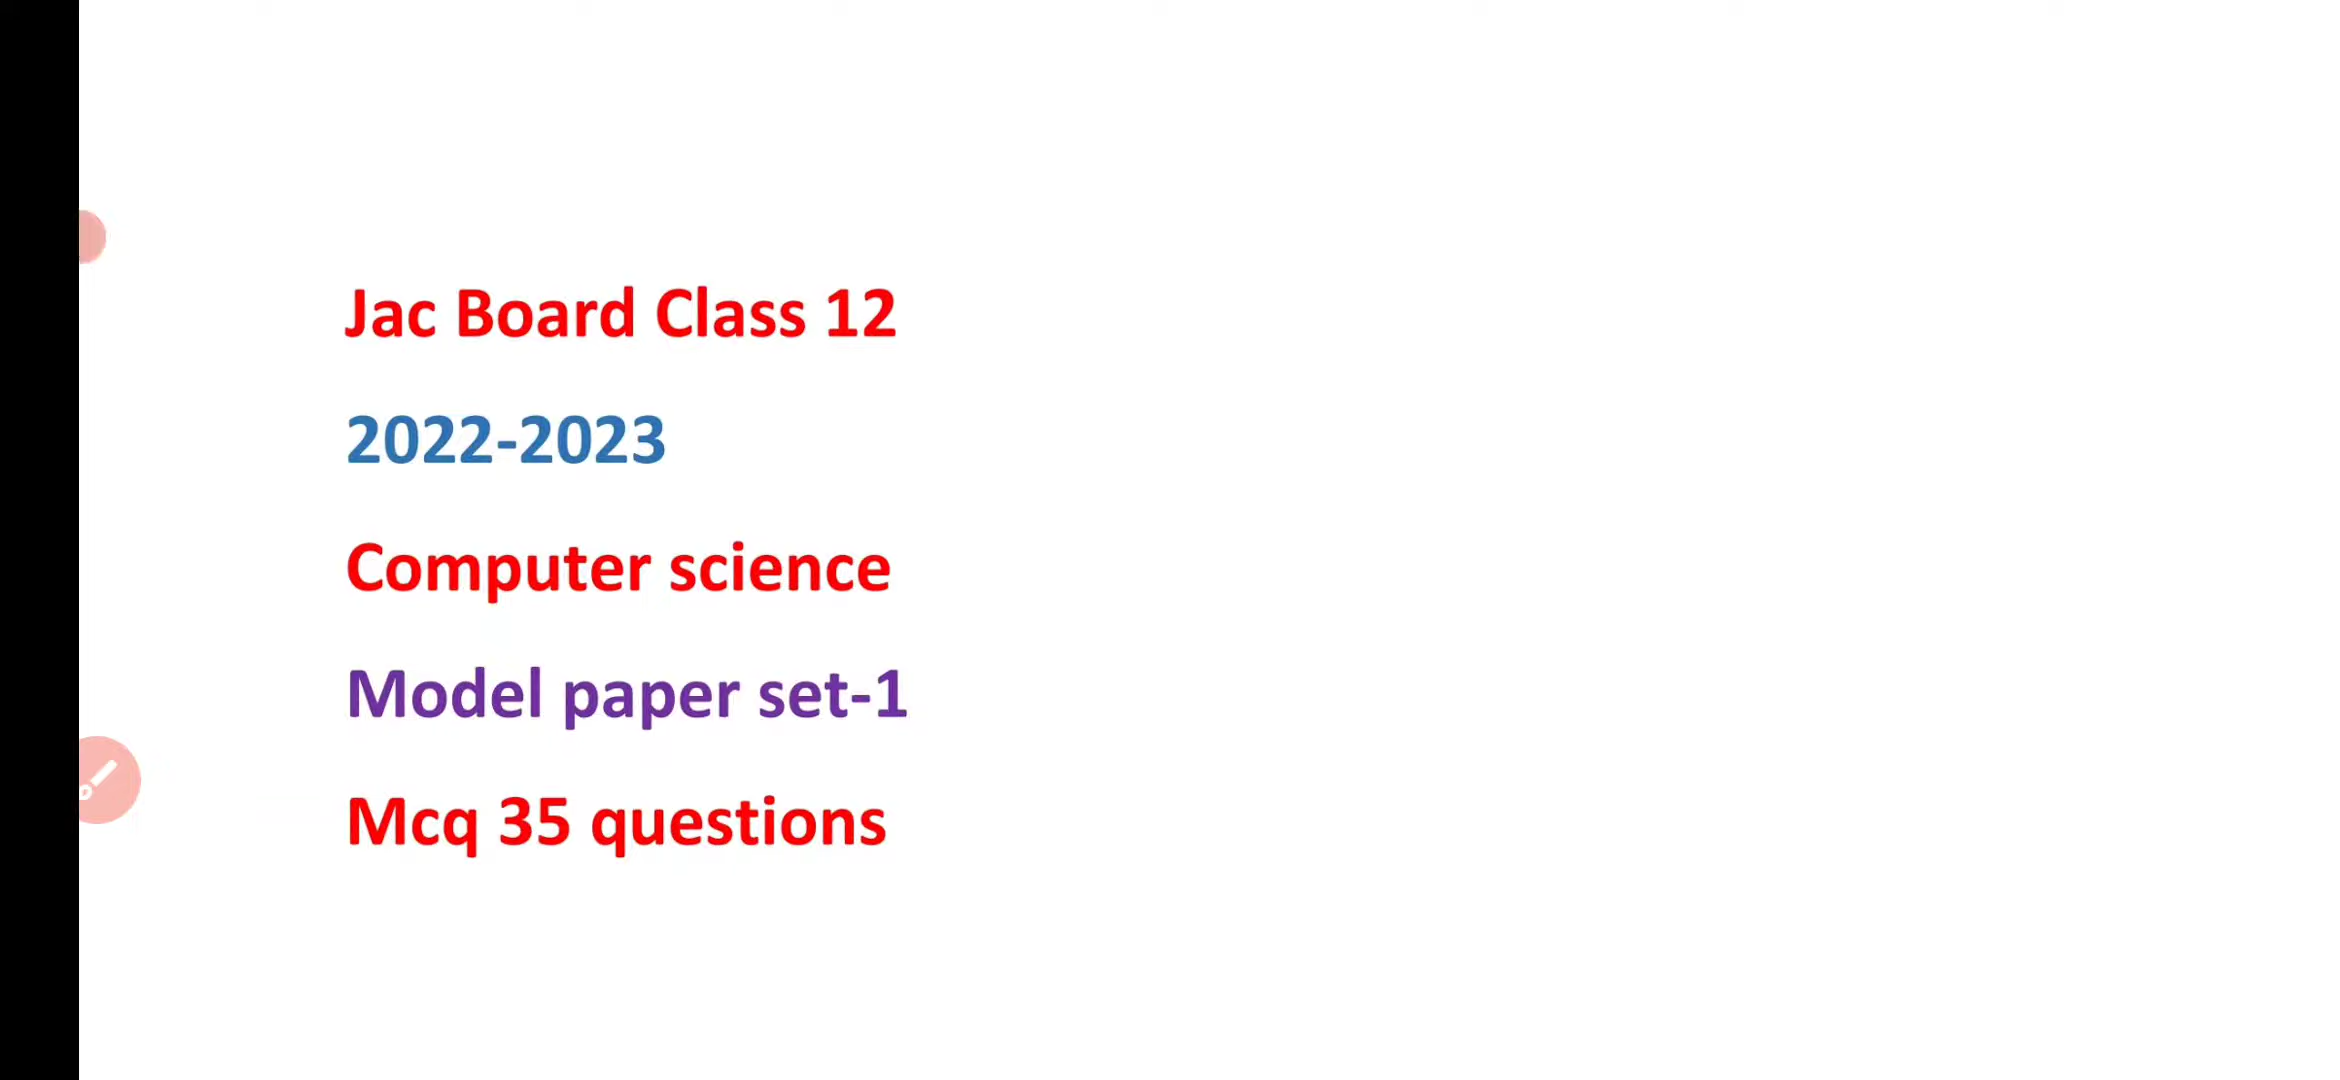 Jac Board Class 12
2022-2023
Computer science
Model paper set-1
Mcq 35 questions